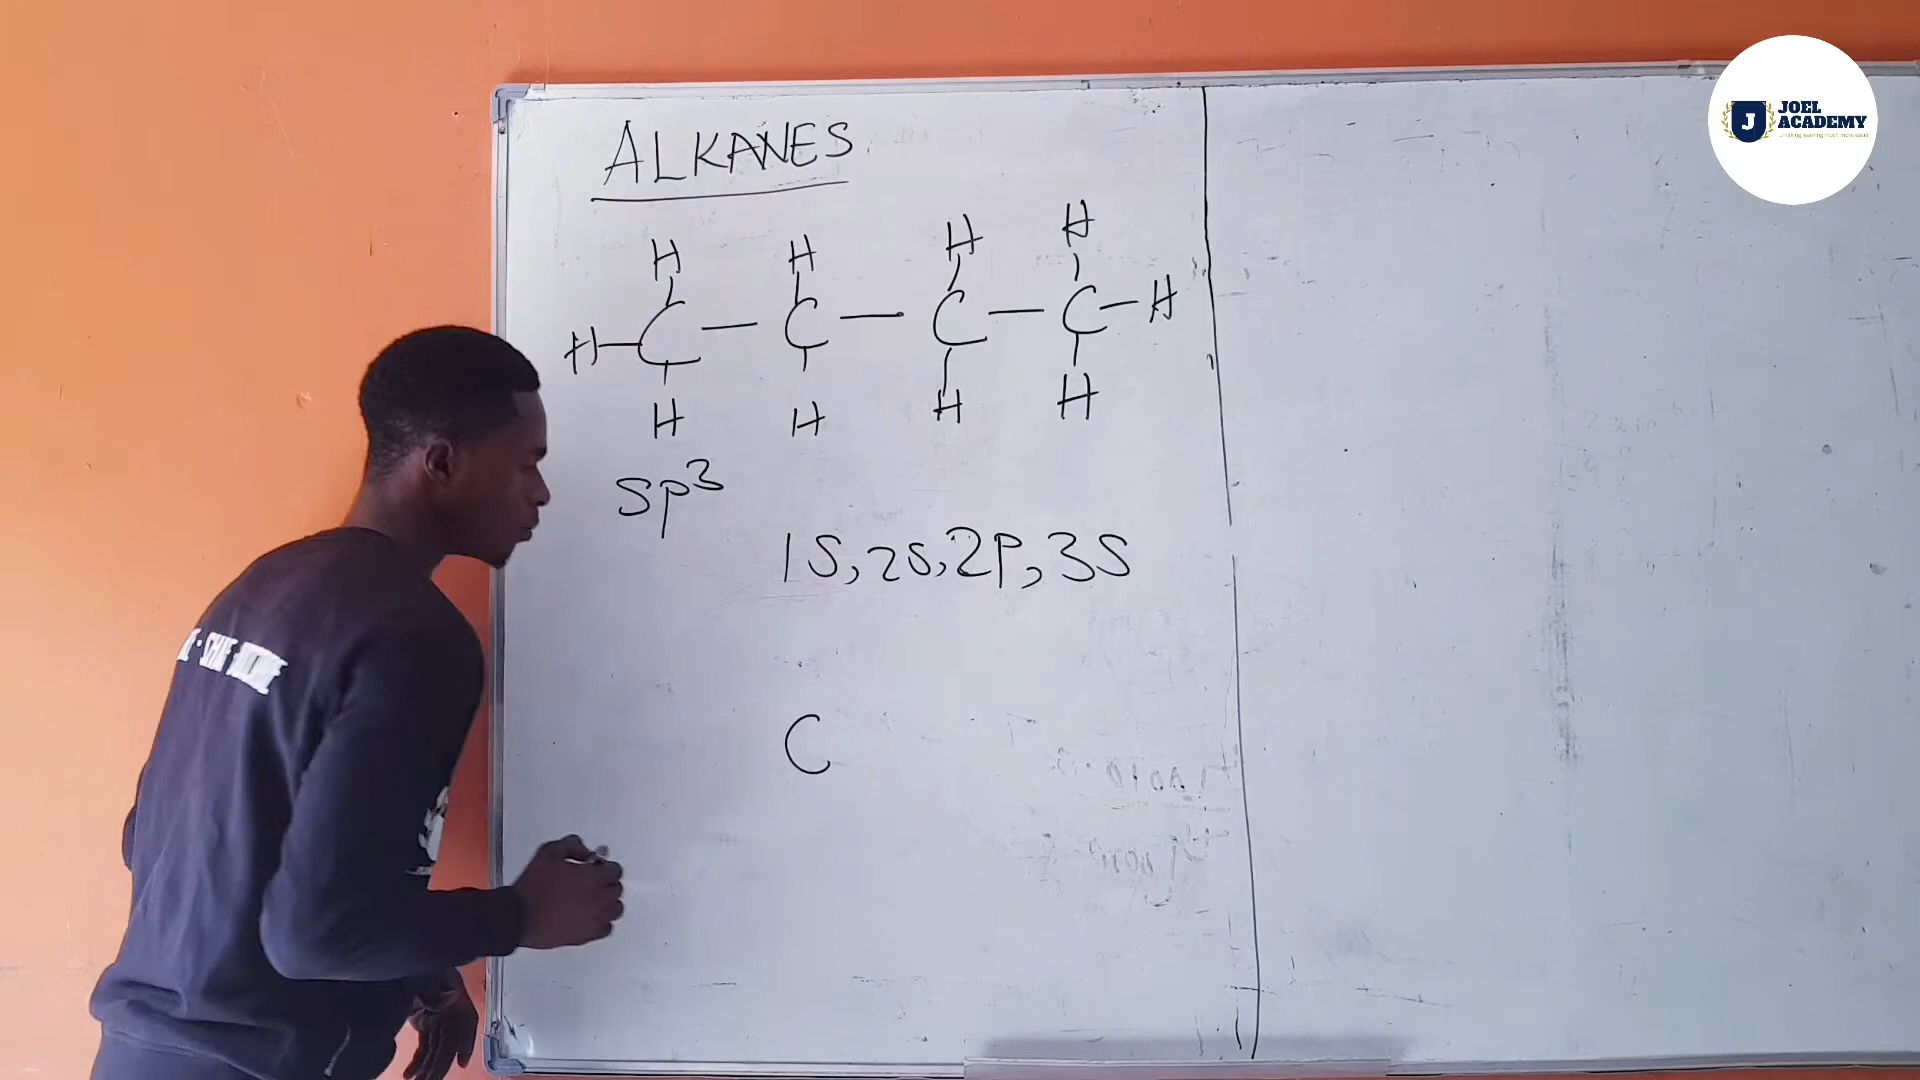 ALKANES
H H H H
H-C-C-C-C-H
H H H H
sp³
1s, 2s, 2p, 3s
C
JOEL
ACADEMY